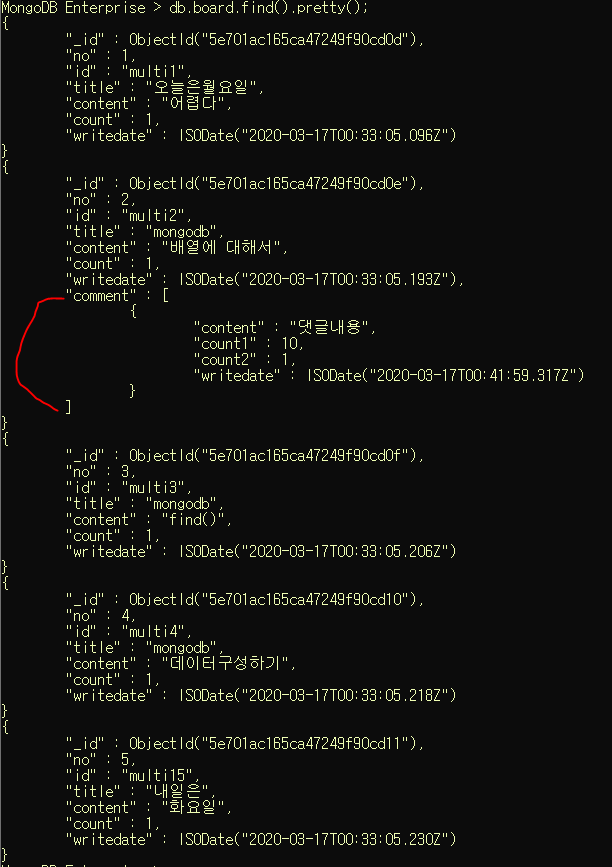 MongoDB Enterprise > db.board.find().pretty();
{
"_id" : ObjectId("5e701ac165ca47249f90cd0d"),
"no" : 1,
"id" : "multi1",
"title" : "오늘은월요일",
"content" : "어렵다",
"count" : 1,
"writedate" : ISODate("2020-03-17T00:33:05.096Z")
}
{
"_id" : ObjectId("5e701ac165ca47249f90cd0e"),
"no" : 2,
"id" : "multi2",
"title" : "mongodb",
"content" : "배열에 대해서",
"count" : 1,
"writedate" : ISODate("2020-03-17T00:33:05.193Z"),
"comment" : [
{
"content" : "댓글내용",
"count1" : 10,
"count2" : 1,
"writedate" : ISODate("2020-03-17T00:41:59.317Z")
}
]
}
{
"_id" : ObjectId("5e701ac165ca47249f90cd0f"),
"no" : 3,
"id" : "multi3",
"title" : "mongodb",
"content" : "find()",
"count" : 1,
"writedate" : ISODate("2020-03-17T00:33:05.206Z")
}
{
"_id" : ObjectId("5e701ac165ca47249f90cd10"),
"no" : 4,
"id" : "multi4",
"title" : "mongodb",
"content" : "데이터구성하기",
"count" : 1,
"writedate" : ISODate("2020-03-17T00:33:05.218Z")
}
{
"_id" : ObjectId("5e701ac165ca47249f90cd11"),
"no" : 5,
"id" : "multi15",
"title" : "내일은",
"content" : "화요일",
"count" : 1,
"writedate" : ISODate("2020-03-17T00:33:05.230Z")
}